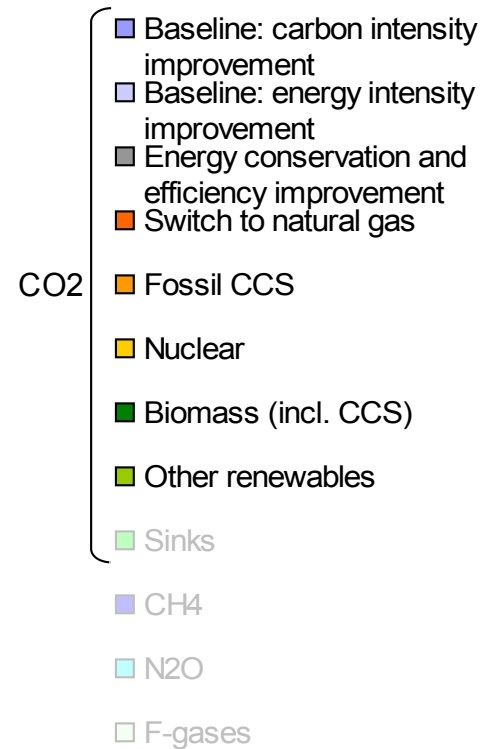 Baseline: carbon intensity
improvement
Baseline: energy intensity
improvement
Energy conservation and
efficiency improvement
Switch to natural gas
CO2
Fossil CCS
Nuclear
Biomass (incl. CCS)
Other renewables
Sinks
CH4
N2O
F-gases